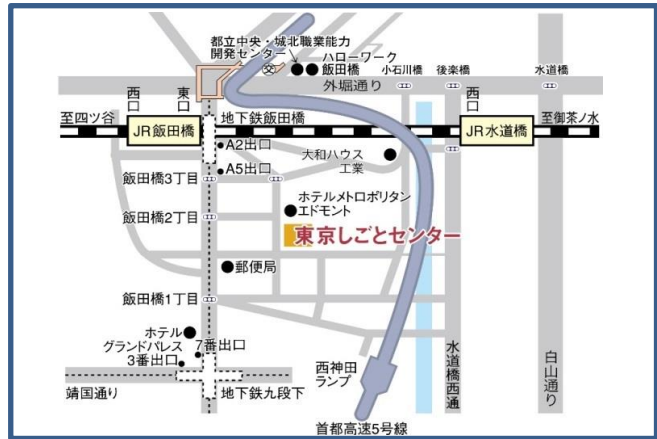 都立中央・城北職業能力
開発センター
ハローワーク
飯田橋
小石川橋
後楽橋
水道橋
外堀通り
至四ツ谷
西口
東口
地下鉄飯田橋
西口
至御茶ノ水
JR飯田橋
JR水道橋
A2出口
大和ハウス
工業
A5出口
飯田橋3丁目
ホテルメトロポリタン
エドモント
飯田橋2丁目
東京しごとセンター
郵便局
飯田橋1丁目
ホテル
グランドパレス
7番出口
3番出口
西神田
ランプ
水道橋西通
白山通り
靖国通り
地下鉄九段下
首都高速5号線